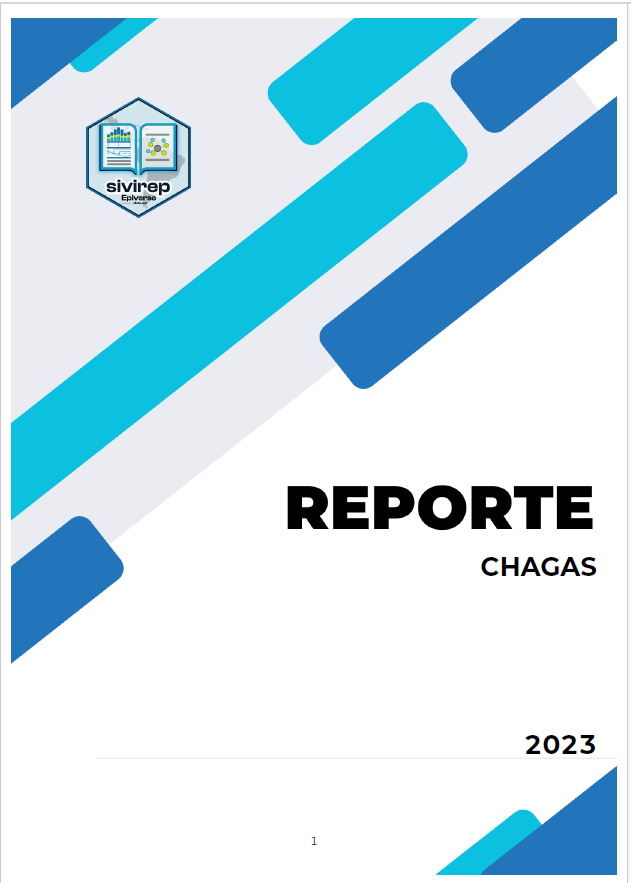 sivirep
Epiverse
REPORTE
CHAGAS
2023
1